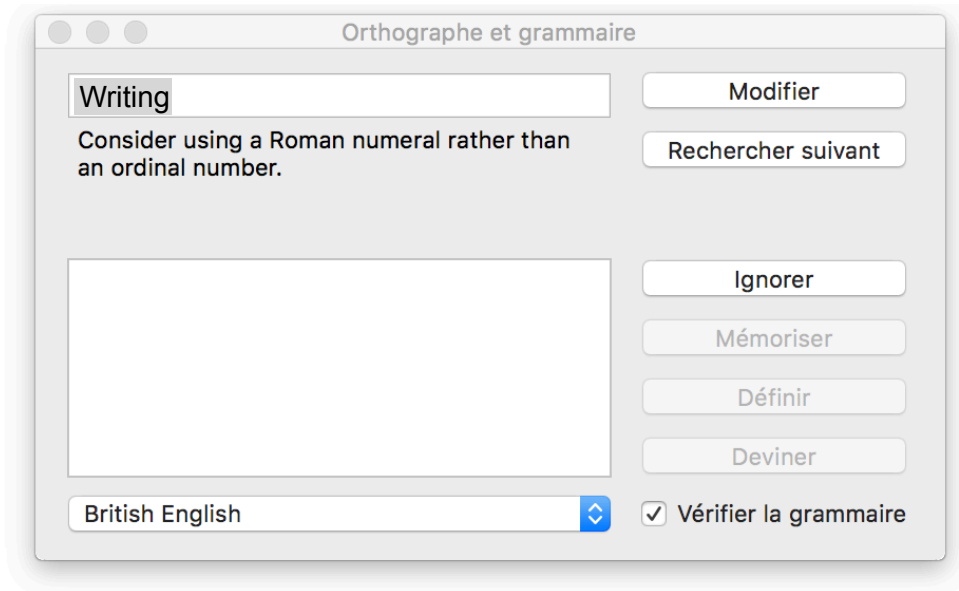 Orthographe et grammaire
Writing
Modifier
Consider using a Roman numeral rather than
an ordinal number.
Rechercher suivant
Ignorer
Mémoriser
Définir
Deviner
British English
Vérifier la grammaire